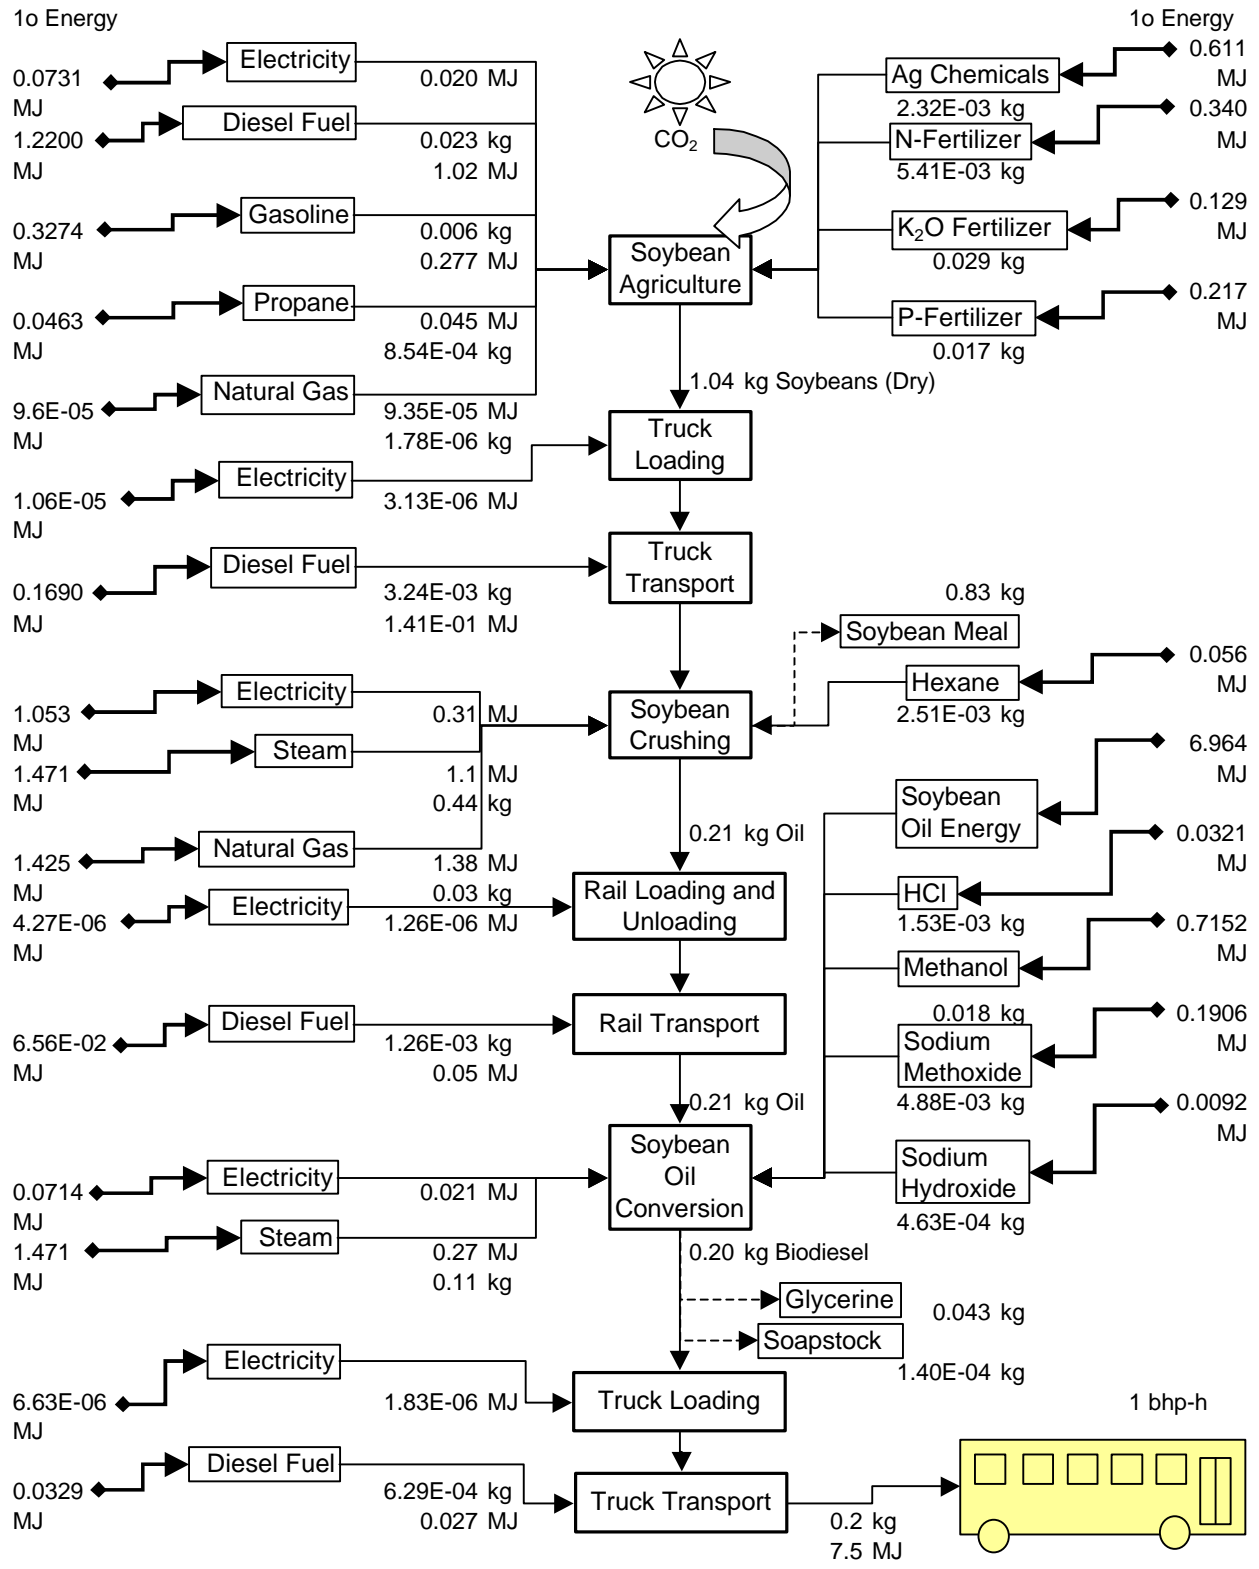 1o Energy
1o Energy
Electricity
0.0731
MJ
0.020 MJ
Diesel Fuel
1.2200
MJ
0.023 kg
1.02 MJ
Gasoline
0.3274
MJ
0.006 kg
0.277 MJ
Propane
0.0463
MJ
0.045 MJ
8.54E-04 kg
Natural Gas
9.6E-05
MJ
9.35E-05 MJ
1.78E-06 kg
CO2
Soybean
Agriculture
Ag Chemicals
0.611
MJ
2.32E-03 kg
N-Fertilizer
0.340
MJ
5.41E-03 kg
K2O Fertilizer
0.129
MJ
0.029 kg
P-Fertilizer
0.217
MJ
0.017 kg
1.04 kg Soybeans (Dry)
Electricity
1.06E-05
MJ
3.13E-06 MJ
Truck
Loading
Diesel Fuel
0.1690
MJ
3.24E-03 kg
1.41E-01 MJ
Truck
Transport
0.83 kg
Soybean Meal
Electricity
1.053
MJ
0.31 MJ
Steam
1.471
MJ
1.1 MJ
0.44 kg
Natural Gas
1.425
MJ
1.38 MJ
0.03 kg
Soybean
Crushing
Hexane
0.056
MJ
2.51E-03 kg
0.21 kg Oil
Electricity
4.27E-06
MJ
1.26E-06 MJ
Rail Loading and
Unloading
Diesel Fuel
6.56E-02
MJ
1.26E-03 kg
0.05 MJ
Rail Transport
0.21 kg Oil
Soybean
Oil Energy
6.964
MJ
HCl
0.0321
MJ
1.53E-03 kg
Methanol
0.7152
MJ
0.018 kg
Sodium
Methoxide
0.1906
MJ
4.88E-03 kg
Sodium
Hydroxide
0.0092
MJ
4.63E-04 kg
Soybean
Oil
Conversion
Electricity
0.0714
MJ
0.021 MJ
Steam
1.471
MJ
0.27 MJ
0.11 kg
0.20 kg Biodiesel
Glycerine
0.043 kg
Soapstock
1.40E-04 kg
Electricity
6.63E-06
MJ
1.83E-06 MJ
Truck Loading
Diesel Fuel
0.0329
MJ
6.29E-04 kg
0.027 MJ
Truck Transport
0.2 kg
7.5 MJ
1 bhp-h